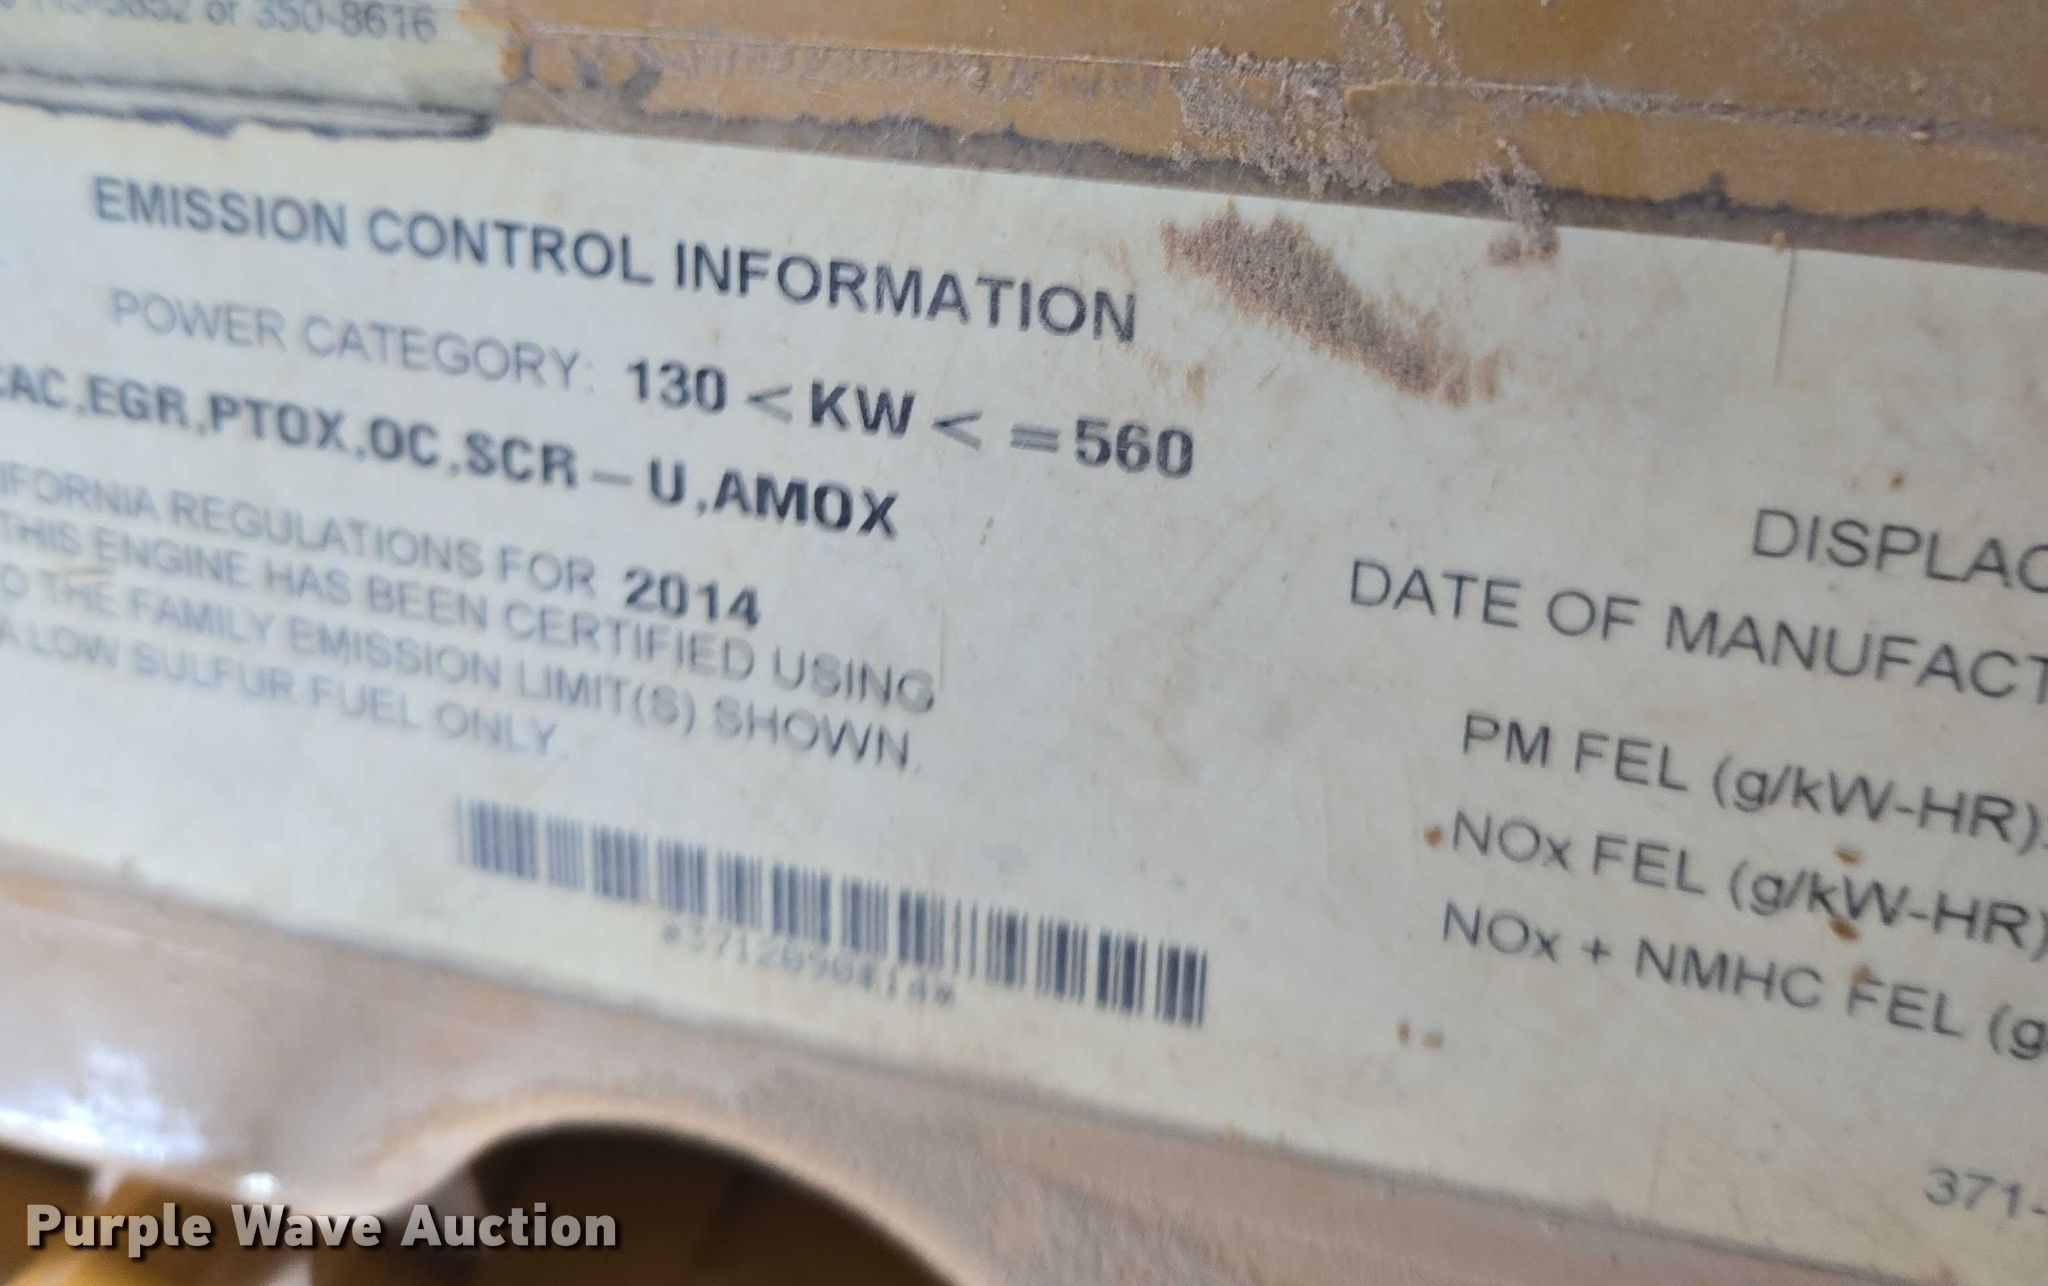 or 350-8616
EMISSION CONTROL INFORMATION
POWER CATEGORY: 130 < KW < =560
CAC,EGR,PTOX,OC,SCR – U,AMOX
IFORNIA REGULATIONS FOR 2014
THIS ENGINE HAS BEEN CERTIFIED USING
O THE FAMILY EMISSION LIMIT(S) SHOWN.
A LOW SULFUR FUEL ONLY.
DISPLAC
DATE OF MANUFACT
PM FEL (g/kW-HR)
NOx FEL (g/kW-HR)
NOx + NMHC FEL (g
371-
Purple Wave Auction